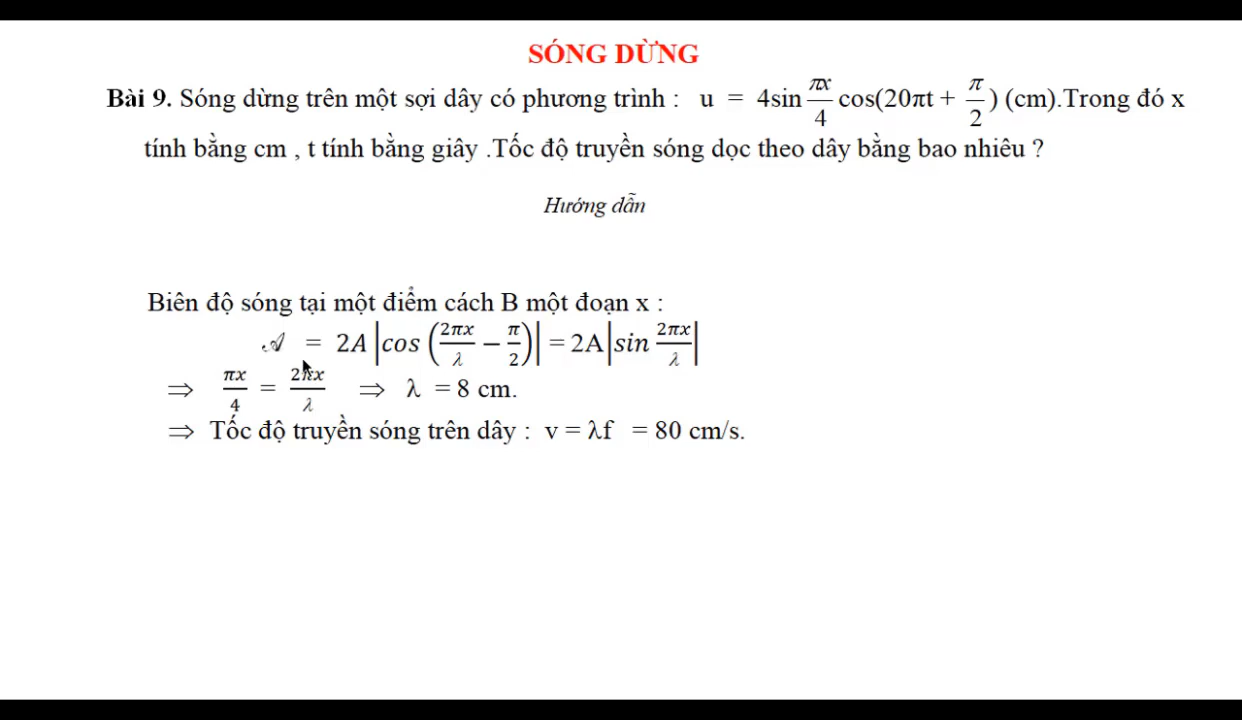 SÓNG DỪNG
Bài 9. Sóng dừng trên một sợi dây có phương trình : u = 4sin πx/4 cos(20πt + π/2) (cm).Trong đó x
tính bằng cm , t tính bằng giây .Tốc độ truyền sóng dọc theo dây bằng bao nhiêu ?
Hướng dẫn
Biên độ sóng tại một điểm cách B một đoạn x :
𝒜 = 2A |cos (2πx/λ − π/2)| = 2A|sin 2πx/λ|
⇒ πx/4 = 2πx/λ ⇒ λ = 8 cm.
⇒ Tốc độ truyền sóng trên dây : v = λf = 80 cm/s.